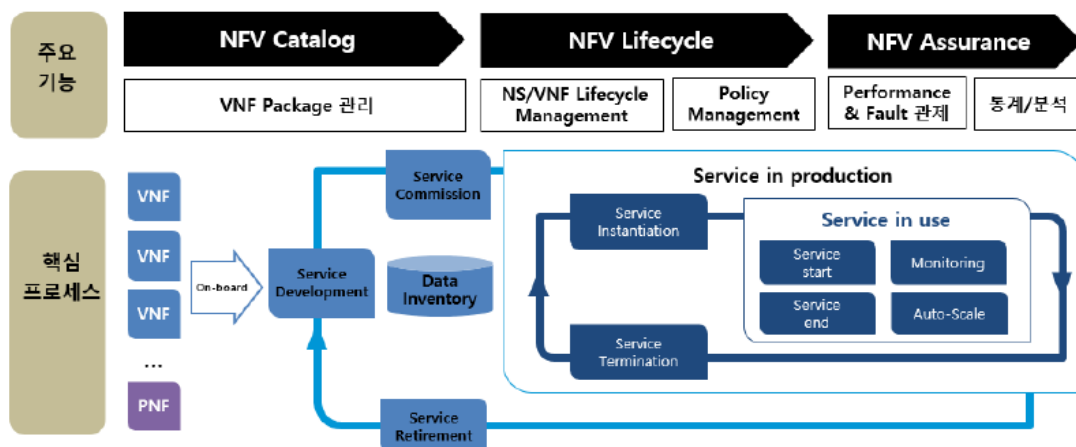 주요
기능
NFV Catalog
NFV Lifecycle
NFV Assurance
VNF Package 관리
NS/VNF Lifecycle
Management
Policy
Management
Performance
& Fault 관제
통계/분석
핵심
프로세스
VNF
VNF
VNF
...
PNF
On-board
Service
Development
Service
Commission
Data
Inventory
Service
Retirement
Service in production
Service
Instantiation
Service
Termination
Service in use
Service
start
Monitoring
Service
end
Auto-Scale